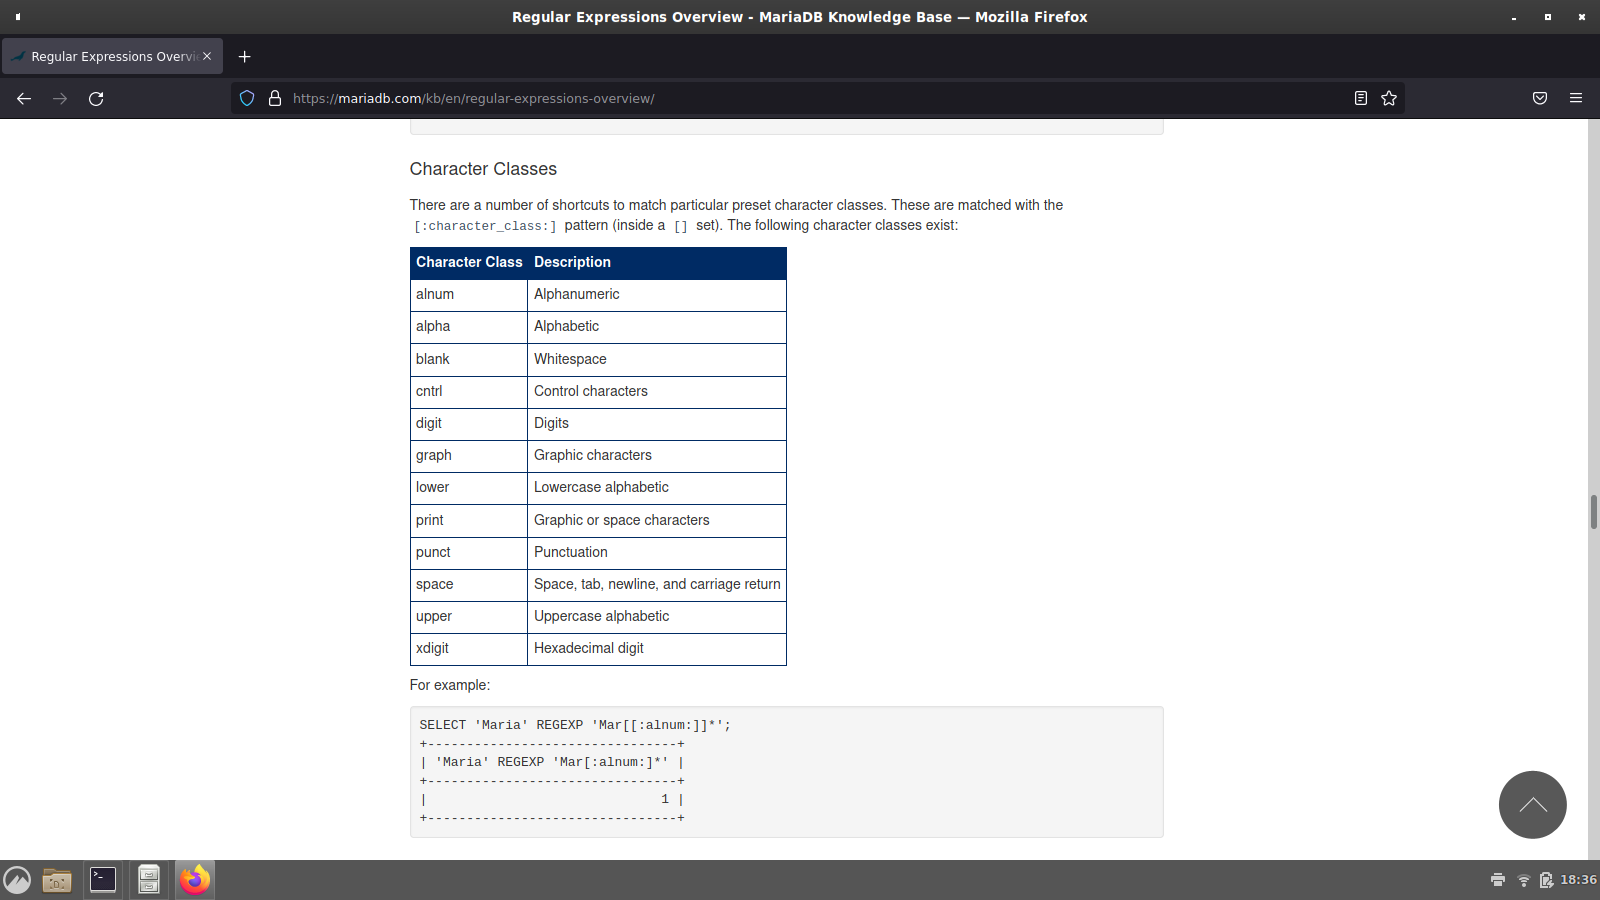 Regular Expressions Overview - MariaDB Knowledge Base — Mozilla Firefox
Regular Expressions Overvi
https://mariadb.com/kb/en/regular-expressions-overview/
Character Classes
There are a number of shortcuts to match particular preset character classes. These are matched with the
[:character_class:] pattern (inside a [] set). The following character classes exist:
Character Class Description
alnum Alphanumeric
alpha Alphabetic
blank Whitespace
cntrl Control characters
digit Digits
graph Graphic characters
lower Lowercase alphabetic
print Graphic or space characters
punct Punctuation
space Space, tab, newline, and carriage return
upper Uppercase alphabetic
xdigit Hexadecimal digit
For example:
SELECT 'Maria' REGEXP 'Mar[[:alnum:]]*';
+--------------------------------+
| 'Maria' REGEXP 'Mar[:alnum:]*' |
+--------------------------------+
|                              1 |
+--------------------------------+
18:36